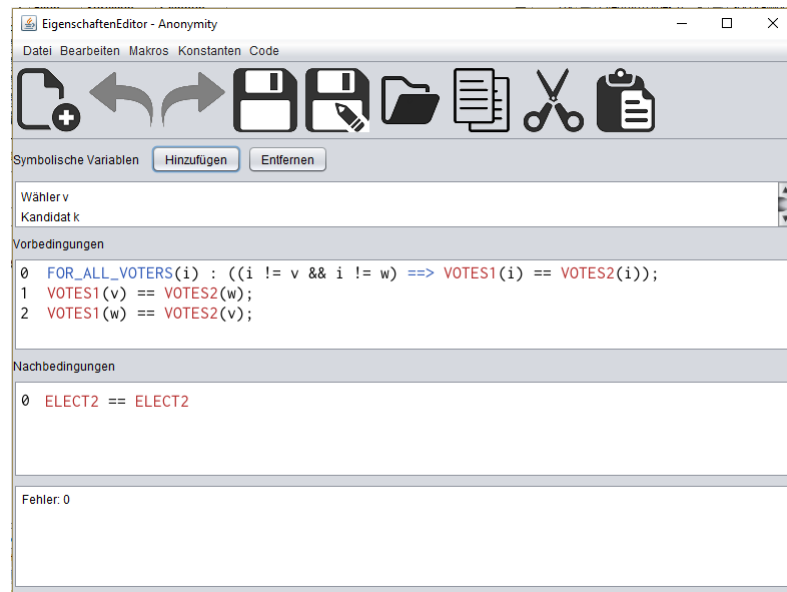 EigenschaftenEditor - Anonymity
Datei Bearbeiten Makros Konstanten Code
Symbolische Variablen Hinzufügen Entfernen
Wähler v
Kandidat k
Vorbedingungen
0 FOR_ALL_VOTERS(i) : ((i != v && i != w) ==> VOTES1(i) == VOTES2(i));
1 VOTES1(v) == VOTES2(w);
2 VOTES1(w) == VOTES2(v);
Nachbedingungen
0 ELECT2 == ELECT2
Fehler: 0